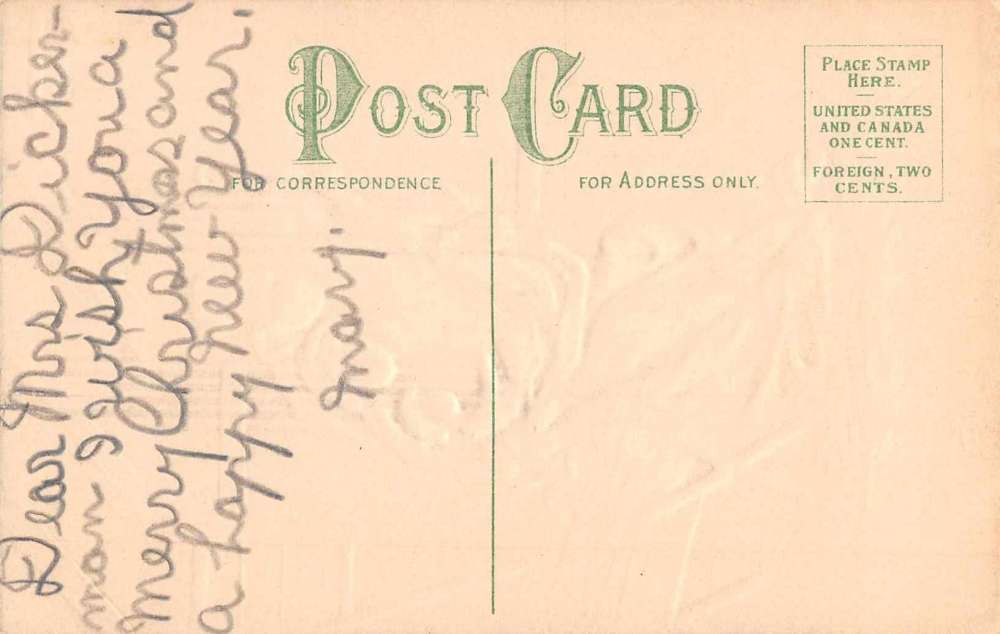 POST CARD
FOR CORRESPONDENCE
FOR ADDRESS ONLY.
PLACE STAMP
HERE.
UNITED STATES
AND CANADA
ONE CENT.
FOREIGN, TWO
CENTS.
Dear Mrs Dicker-
man I wish you a
Merry Christmas and
a happy new Year.
Mary.